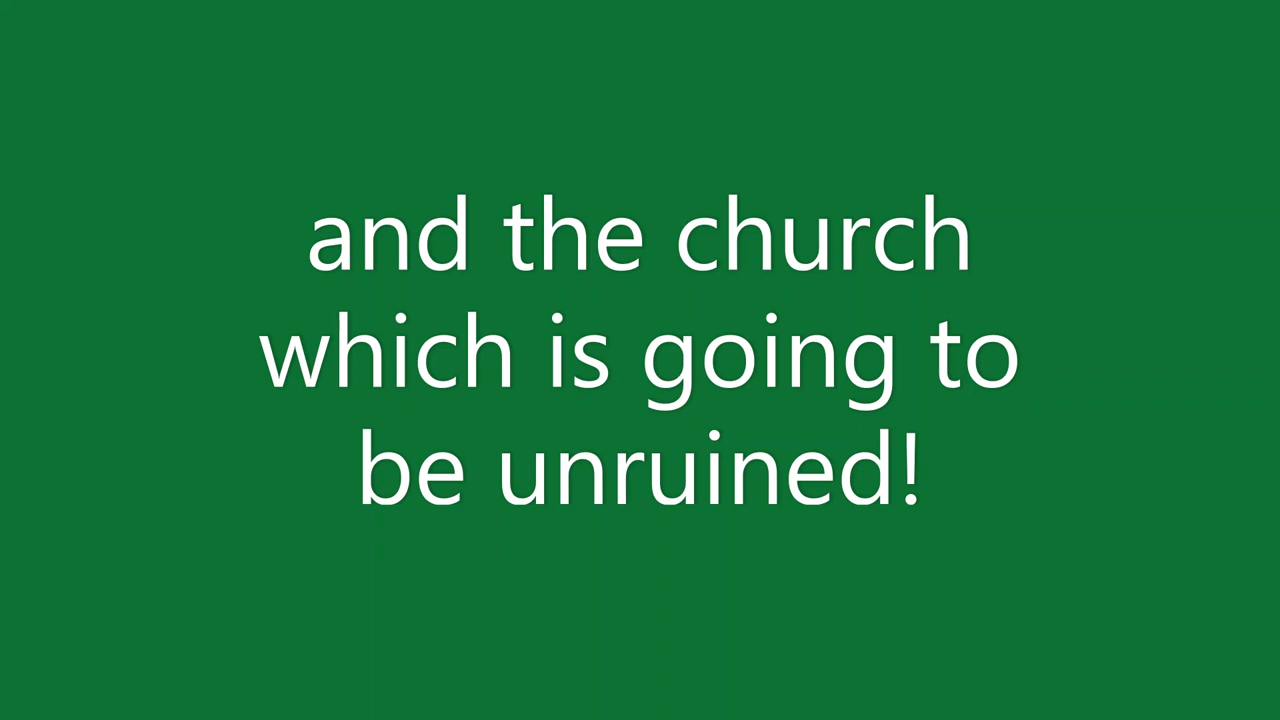 and the church
which is going to
be unruined!